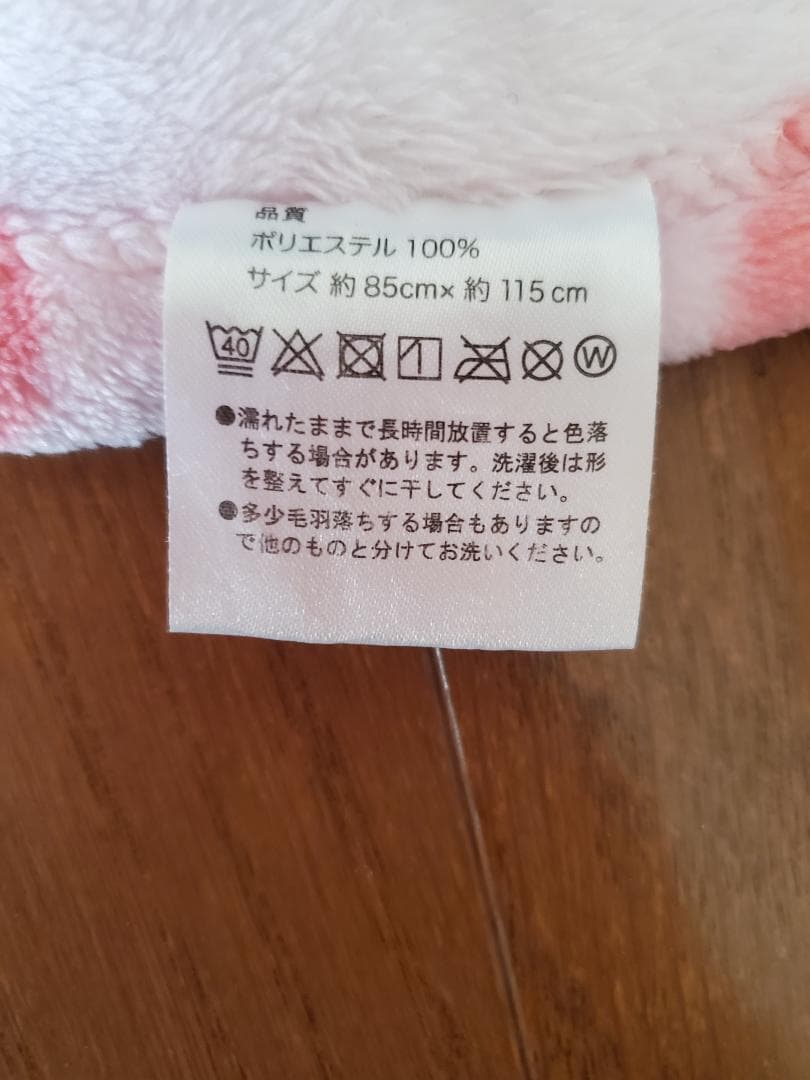 品質
ポリエステル 100%
サイズ 約 85cm× 約 115cm
40 W
●濡れたままで長時間放置すると色落
ちする場合があります。洗濯後は形
を整えてすぐに干してください。
●多少毛羽落ちする場合もありますの
で他のものと分けてお洗いください。